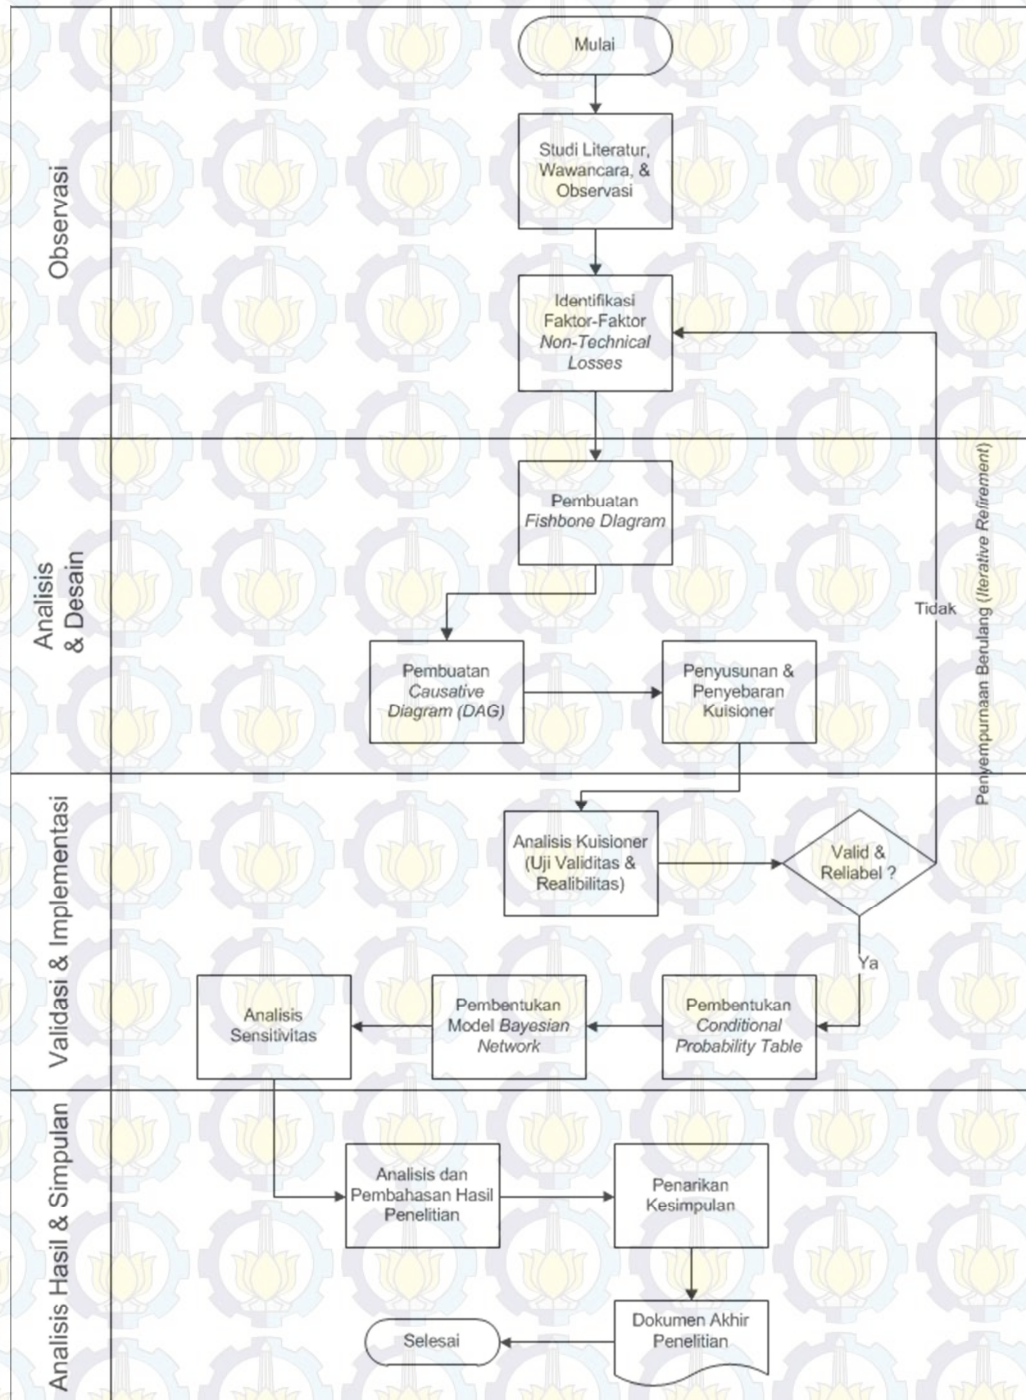 Observasi
Mulai
Studi Literatur,
Wawancara, &
Observasi
Identifikasi
Faktor-Faktor
Non-Technical
Losses
Analisis
& Desain
Pembuatan
Fishbone DIagram
Pembuatan
Causative
Diagram (DAG)
Penyusunan &
Penyebaran
Kuisioner
Tidak
Penyempurnaan Berulang (Iterative Refirement)
Validasi & Implementasi
Analisis Kuisioner
(Uji Validitas &
Realibilitas)
Valid &
Reliabel ?
Ya
Pembentukan
Conditional
Probability Table
Pembentukan
Model Bayesian
Network
Analisis
Sensitivitas
Analisis Hasil & Simpulan
Analisis dan
Pembahasan Hasil
Penelitian
Penarikan
Kesimpulan
Dokumen Akhir
Penelitian
Selesai